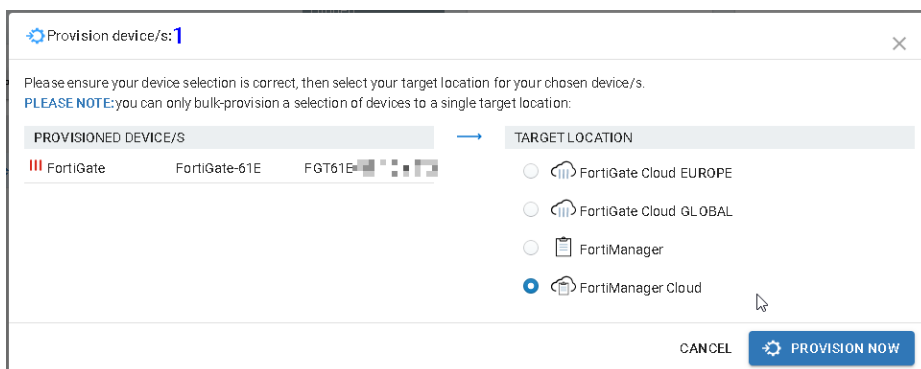 Provision device/s:1
Please ensure your device selection is correct, then select your target location for your chosen device/s.
PLEASE NOTE: you can only bulk-provision a selection of devices to a single target location:
PROVISIONED DEVICE/S
TARGET LOCATION
FortiGate FortiGate-61E FGT61E
FortiGate Cloud EUROPE
FortiGate Cloud GLOBAL
FortiManager
FortiManager Cloud
CANCEL PROVISION NOW